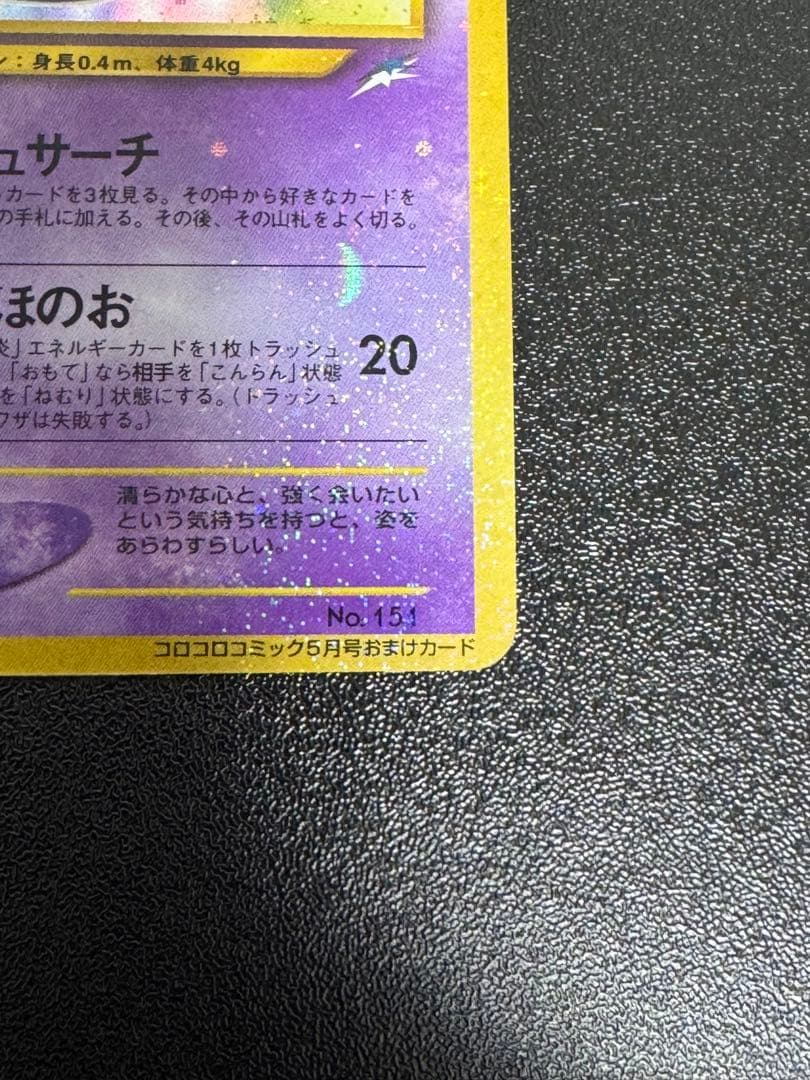 ：身長0.4m、体重4kg
ュサーチ
カードを3枚見る。その中から好きなカードを
の手札に加える。その後、その山札をよく切る。
ほのお
炎」エネルギーカードを1枚トラッシュ
「おもて」なら相手を「こんらん」状態
を「ねむり」状態にする。（トラッシュ
ワザは失敗する。）
20
清らかな心と、強く会いたい
という気持ちを持つと、姿を
あらわすらしい。
No. 151
コロコロコミック5月号おまけカード